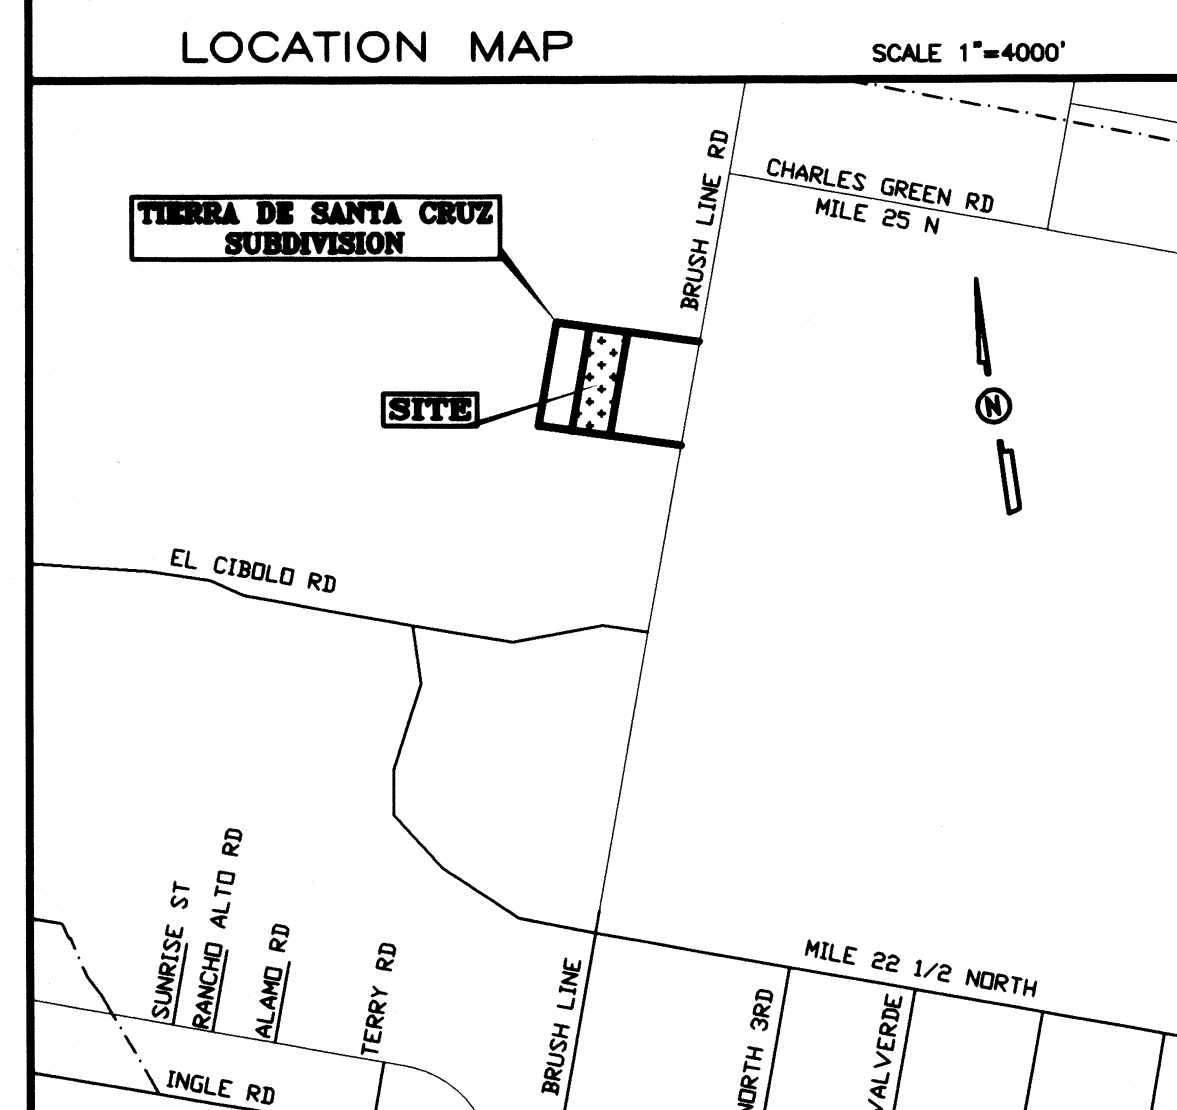 LOCATION MAP
SCALE 1"=4000'
BRUSH LINE RD
CHARLES GREEN RD
MILE 25 N
TIERRA DE SANTA CRUZ
SUBDIVISION
SITE
N
EL CIBOLO RD
SUNRISE ST
RANCHO ALTO RD
ALAMO RD
TERRY RD
BRUSH LINE
MILE 22 1/2 NORTH
NORTH 3RD
VALVERDE
INGLE RD